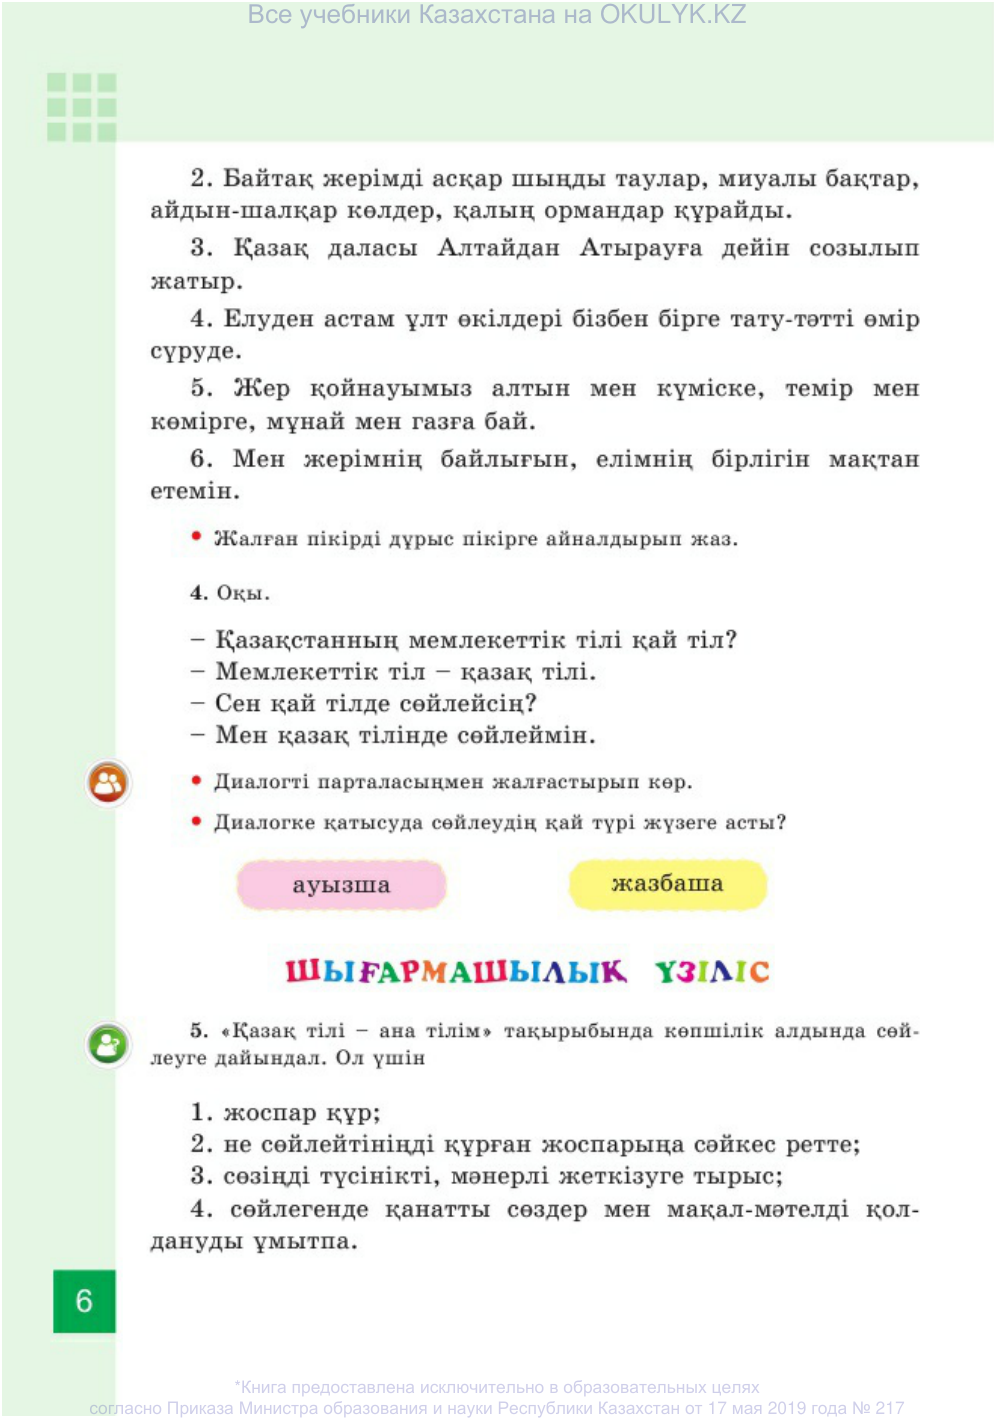 Все учебники Казахстана на OKULYK.KZ
2. Байтақ жерімді асқар шыңды таулар, миуалы бақтар,
айдын-шалқар көлдер, қалың ормандар құрайды.
3. Қазақ даласы Алтайдан Атырауға дейін созылып
жатыр.
4. Елуден астам ұлт өкілдері бізбен бірге тату-тәтті өмір
сүруде.
5. Жер қойнауымыз алтын мен күміске, темір мен
көмірге, мұнай мен газға бай.
6. Мен жерімнің байлығын, елімнің бірлігін мақтан
етемін.
• Жалған пікірді дұрыс пікірге айналдырып жаз.
4. Оқы.
– Қазақстанның мемлекеттік тілі қай тіл?
– Мемлекеттік тіл – қазақ тілі.
– Сен қай тілде сөйлейсің?
– Мен қазақ тілінде сөйлеймін.
• Диалогті парталасыңмен жалғастырып көр.
• Диалогке қатысуда сөйлеудің қай түрі жүзеге асты?
ауызша жазбаша
ШЫҒАРМАШЫЛЫҚ ҮЗІЛІС
5. «Қазақ тілі – ана тілім» тақырыбында көпшілік алдында сөй-
леуге дайындал. Ол үшін
1. жоспар құр;
2. не сөйлейтініңді құрған жоспарыңа сәйкес ретте;
3. сөзіңді түсінікті, мәнерлі жеткізуге тырыс;
4. сөйлегенде қанатты сөздер мен мақал-мәтелді қол-
дануды ұмытпа.
6
*Книга предоставлена исключительно в образовательных целях
согласно Приказа Министра образования и науки Республики Казахстан от 17 мая 2019 года № 217